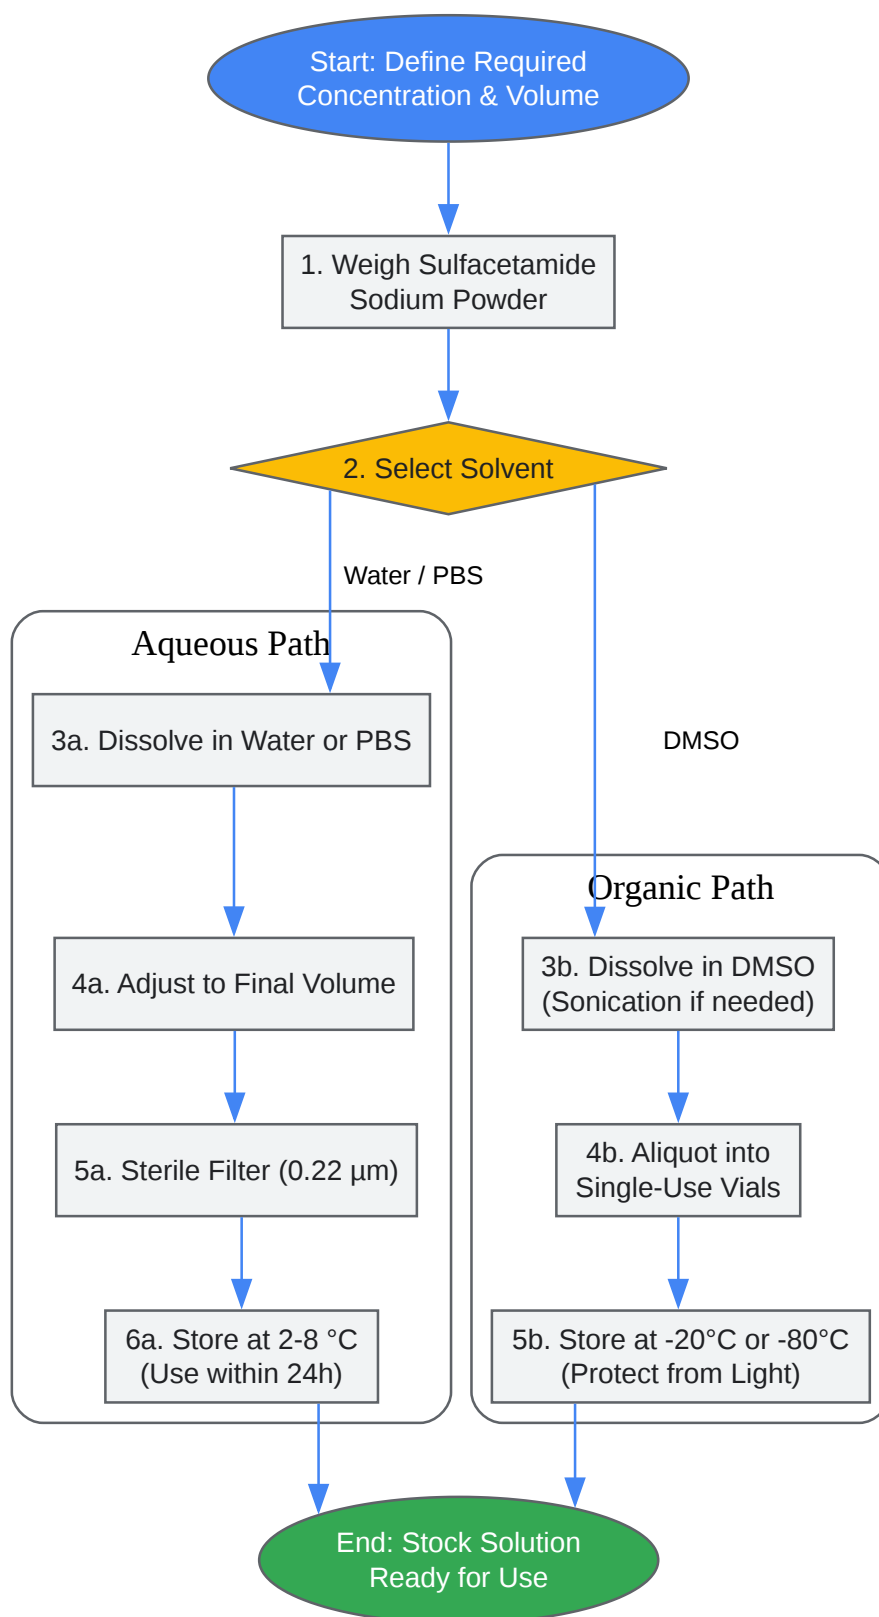 Start: Define Required
Concentration & Volume
1. Weigh Sulfacetamide
Sodium Powder
2. Select Solvent
Water / PBS
Aqueous Path
3a. Dissolve in Water or PBS
4a. Adjust to Final Volume
5a. Sterile Filter (0.22 µm)
6a. Store at 2-8 °C
(Use within 24h)
DMSO
Organic Path
3b. Dissolve in DMSO
(Sonication if needed)
4b. Aliquot into
Single-Use Vials
5b. Store at -20°C or -80°C
(Protect from Light)
End: Stock Solution
Ready for Use